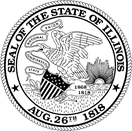 SEAL OF THE STATE OF ILLINOIS
1868
1818
AUG. 26TH 1818